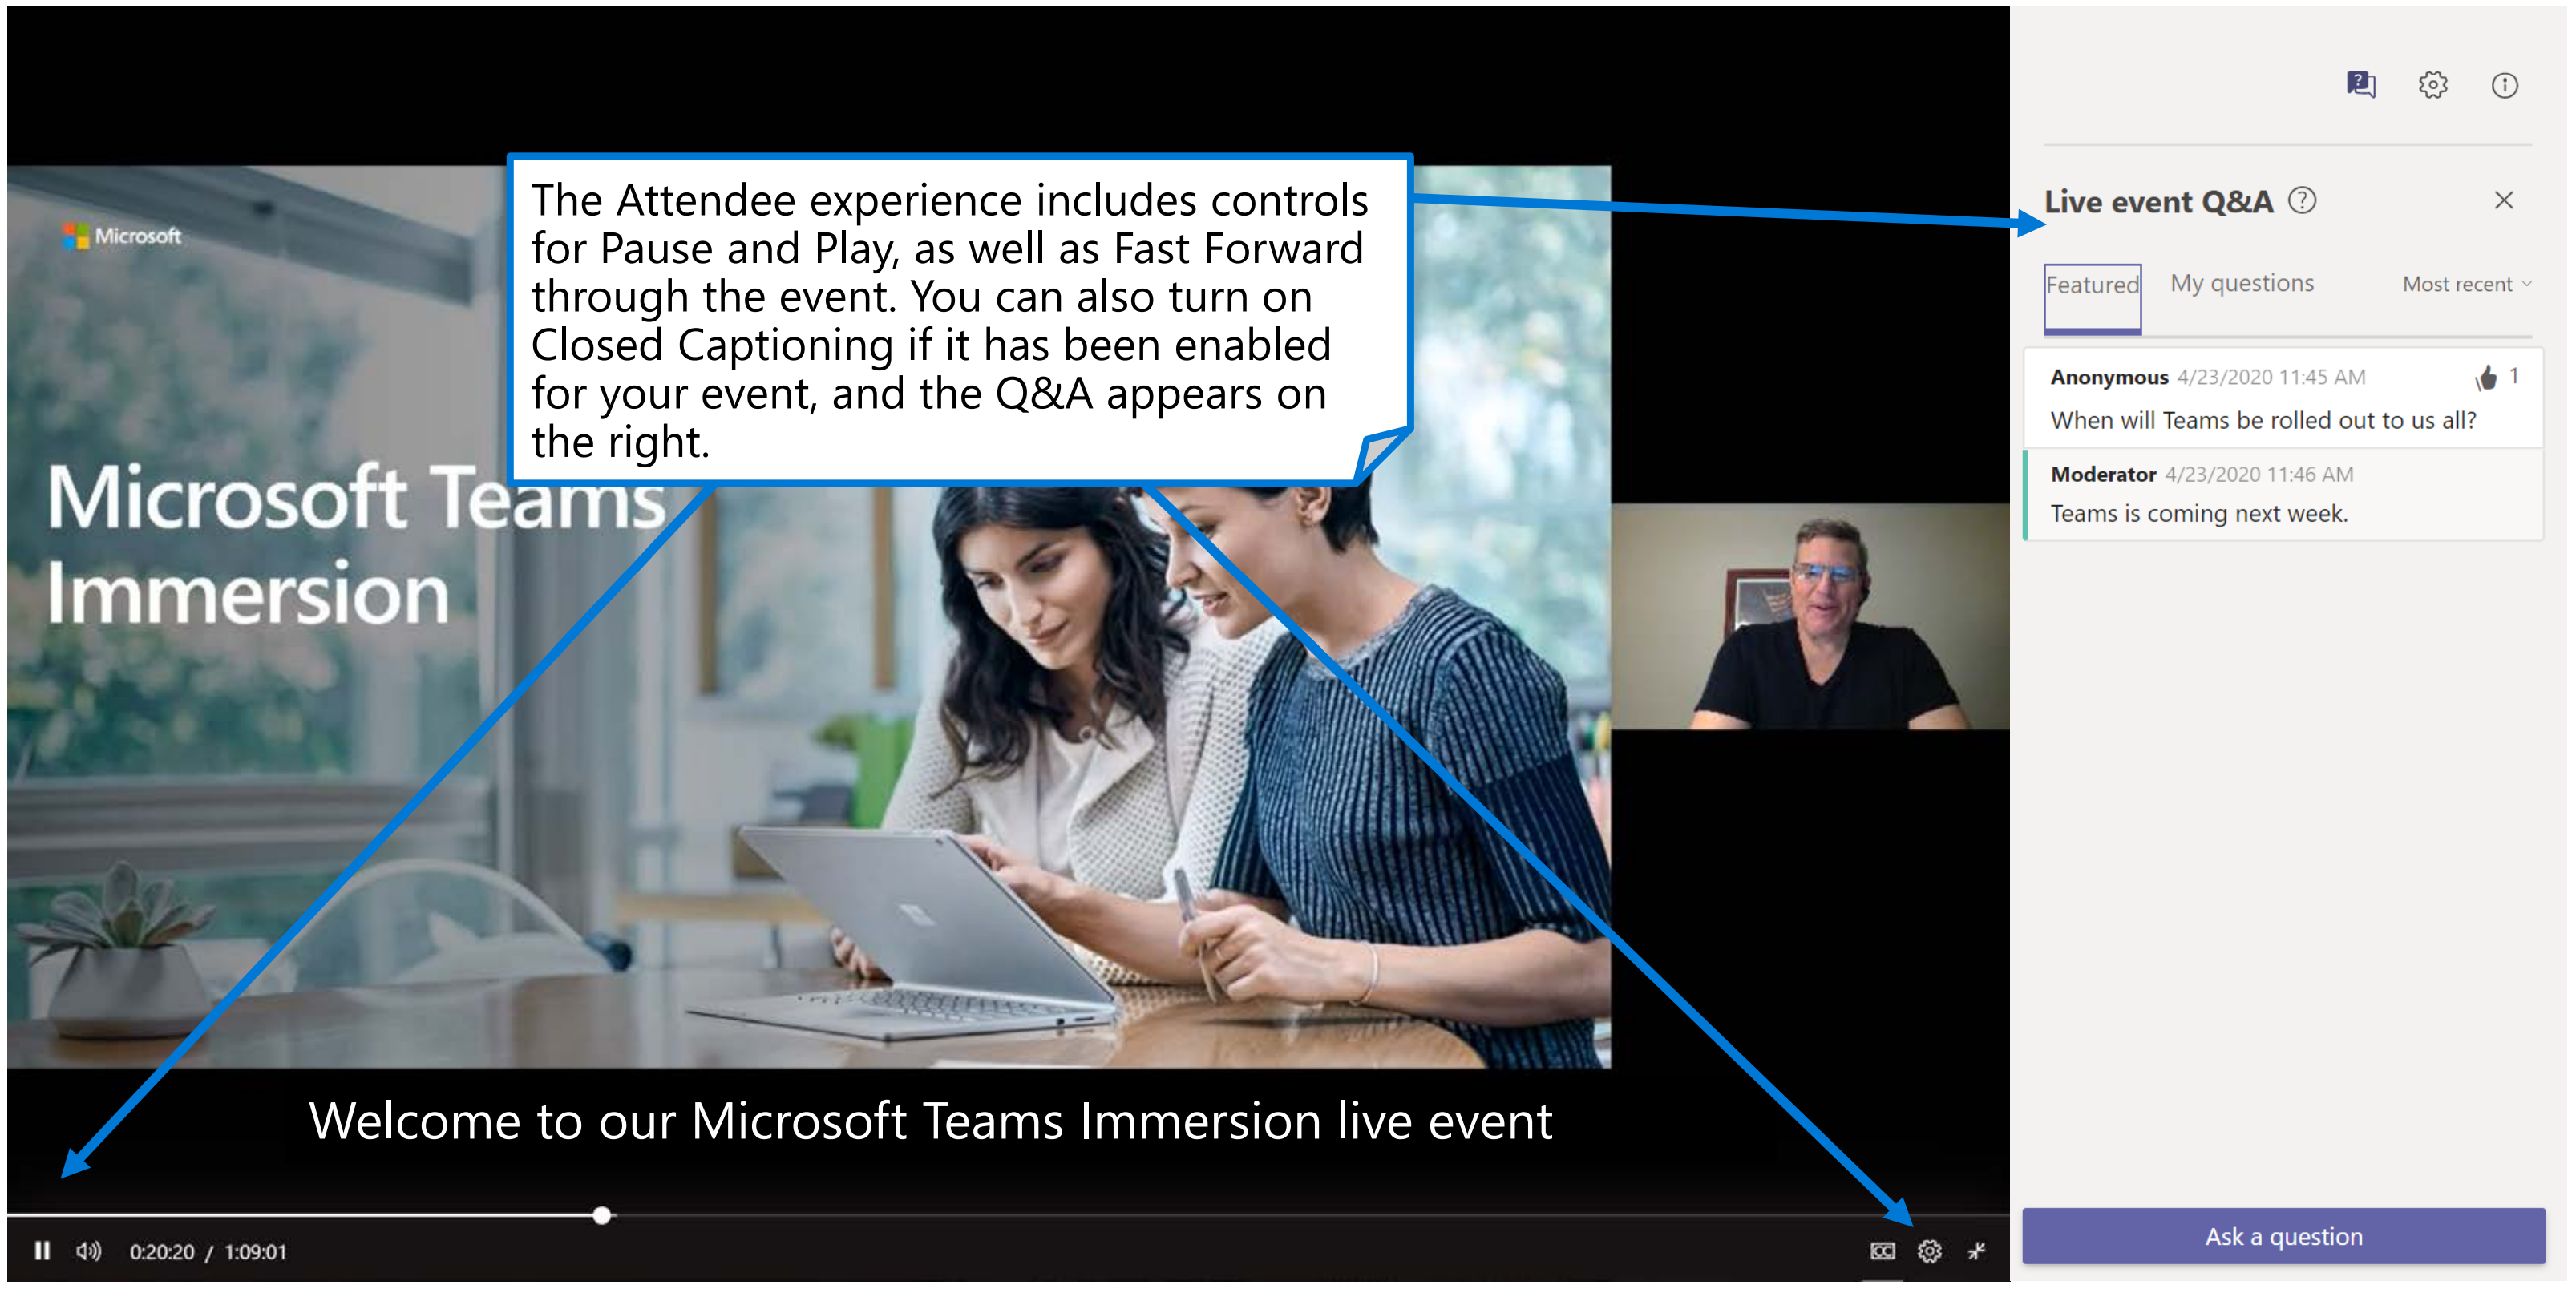 Microsoft
Microsoft Teams
Immersion
The Attendee experience includes controls
for Pause and Play, as well as Fast Forward
through the event. You can also turn on
Closed Captioning if it has been enabled
for your event, and the Q&A appears on
the right.
Welcome to our Microsoft Teams Immersion live event
0:20:20 / 1:09:01
CC
Live event Q&A
Featured My questions Most recent
Anonymous 4/23/2020 11:45 AM 1
When will Teams be rolled out to us all?
Moderator 4/23/2020 11:46 AM
Teams is coming next week.
Ask a question